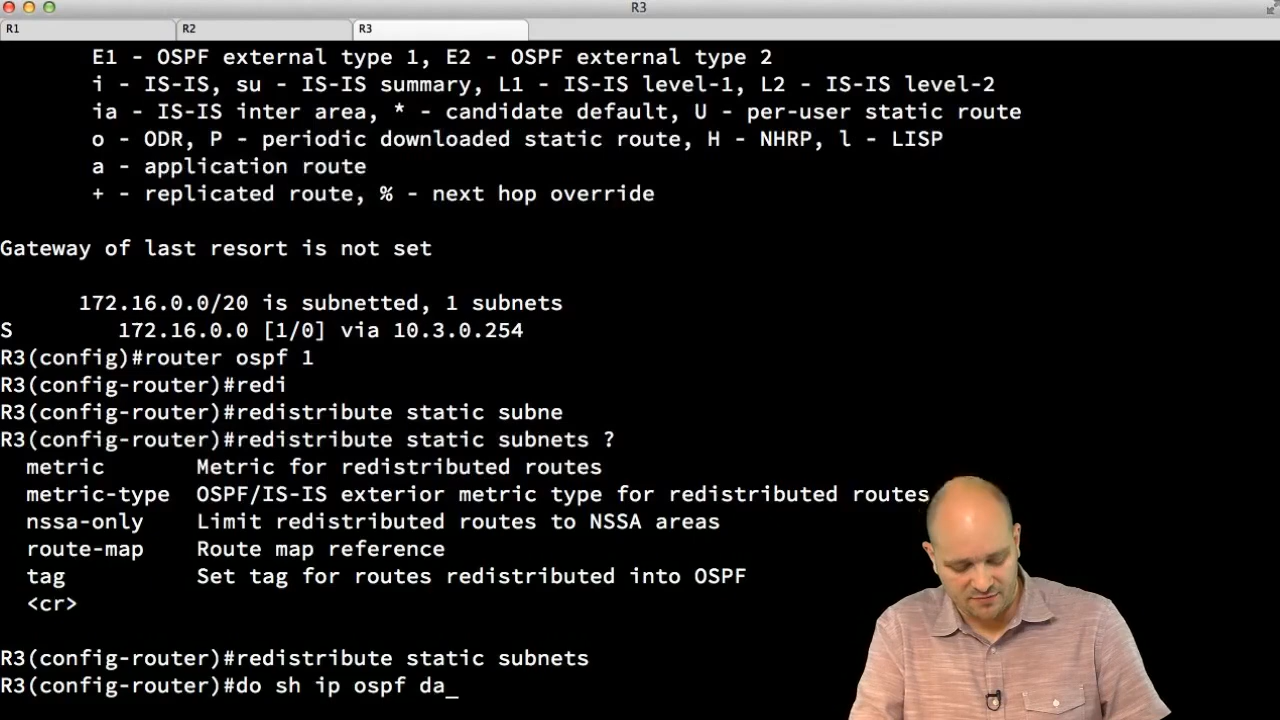 R3
R1
R2
R3
E1 - OSPF external type 1, E2 - OSPF external type 2
i - IS-IS, su - IS-IS summary, L1 - IS-IS level-1, L2 - IS-IS level-2
ia - IS-IS inter area, * - candidate default, U - per-user static route
o - ODR, P - periodic downloaded static route, H - NHRP, l - LISP
a - application route
+ - replicated route, % - next hop override
Gateway of last resort is not set
172.16.0.0/20 is subnetted, 1 subnets
S 172.16.0.0 [1/0] via 10.3.0.254
R3(config)#router ospf 1
R3(config-router)#redi
R3(config-router)#redistribute static subne
R3(config-router)#redistribute static subnets ?
metric Metric for redistributed routes
metric-type OSPF/IS-IS exterior metric type for redistributed routes
nssa-only Limit redistributed routes to NSSA areas
route-map Route map reference
tag Set tag for routes redistributed into OSPF
<cr>
R3(config-router)#redistribute static subnets
R3(config-router)#do sh ip ospf da_